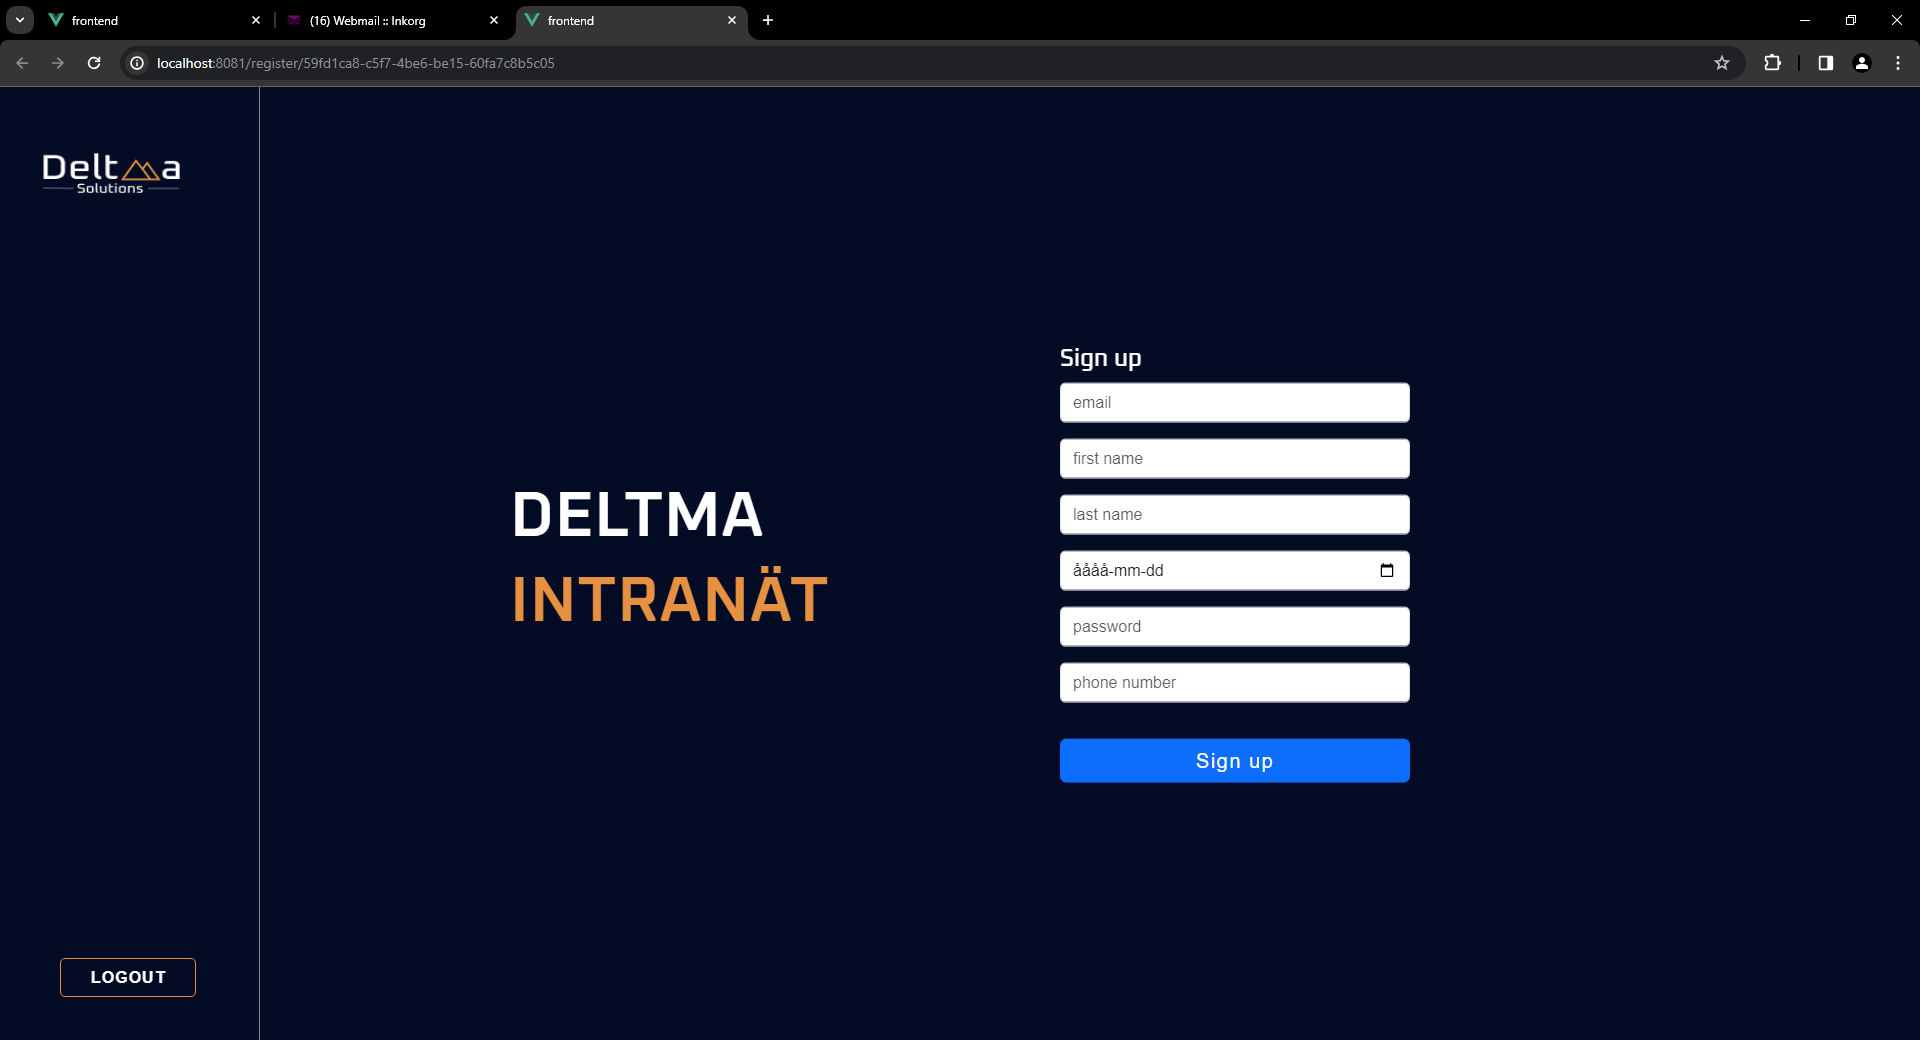 frontend
(16) Webmail :: Inkorg
frontend
localhost:8081/register/59fd1ca8-c5f7-4be6-be15-60fa7c8b5c05
Deltma
Solutions
DELTMA
INTRANÄT
Sign up
email
first name
last name
åååå-mm-dd
password
phone number
Sign up
LOGOUT